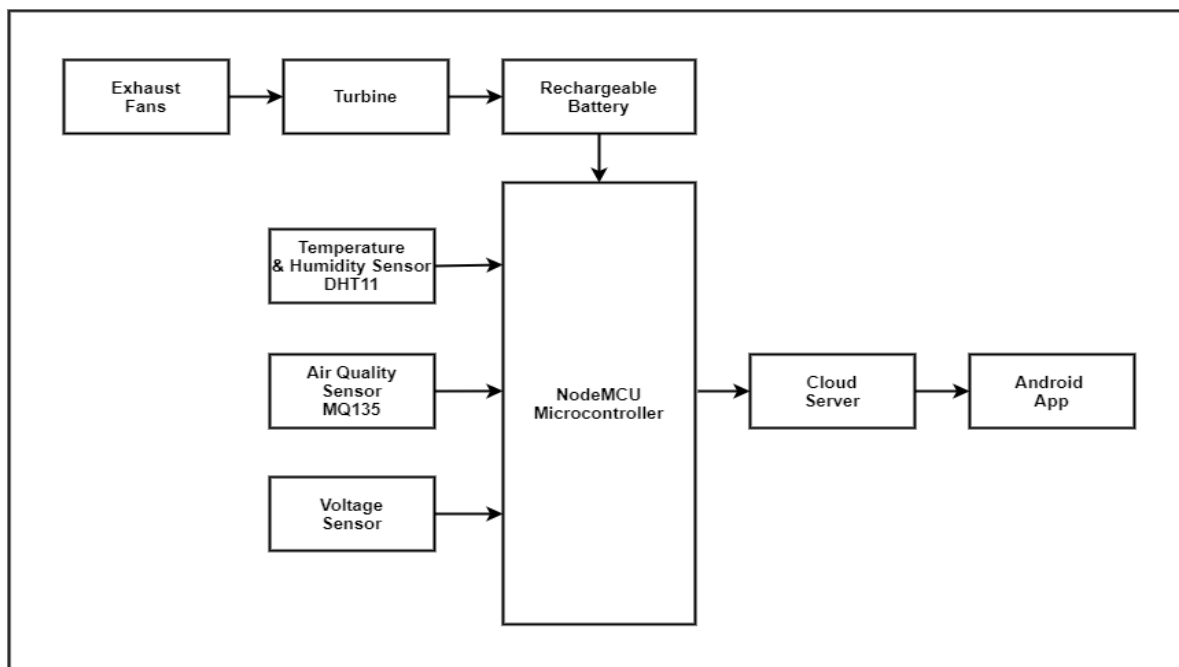 Exhaust
Fans
Turbine
Rechargeable
Battery
Temperature
& Humidity Sensor
DHT11
Air Quality
Sensor
MQ135
Voltage
Sensor
NodeMCU
Microcontroller
Cloud
Server
Android
App